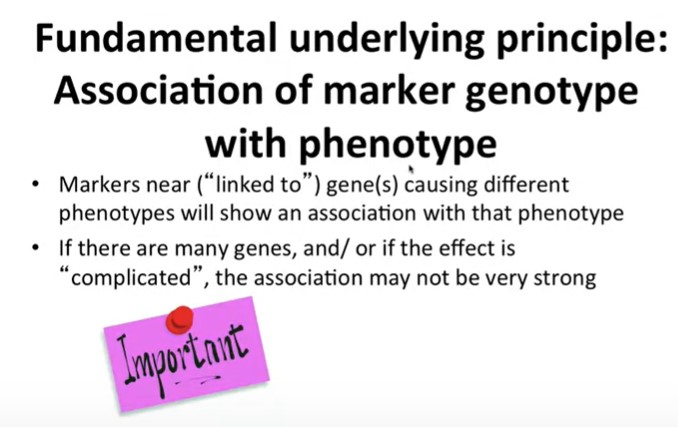 Fundamental underlying principle:
Association of marker genotype
with phenotype
• Markers near (“linked to”) gene(s) causing different
phenotypes will show an association with that phenotype
• If there are many genes, and/ or if the effect is
“complicated”, the association may not be very strong
Important